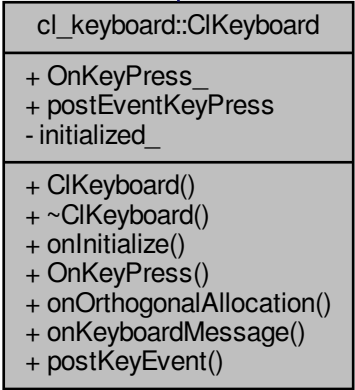 cl_keyboard::ClKeyboard
+ OnKeyPress_
+ postEventKeyPress
- initialized_
+ ClKeyboard()
+ ~ClKeyboard()
+ onInitialize()
+ OnKeyPress()
+ onOrthogonalAllocation()
+ onKeyboardMessage()
+ postKeyEvent()